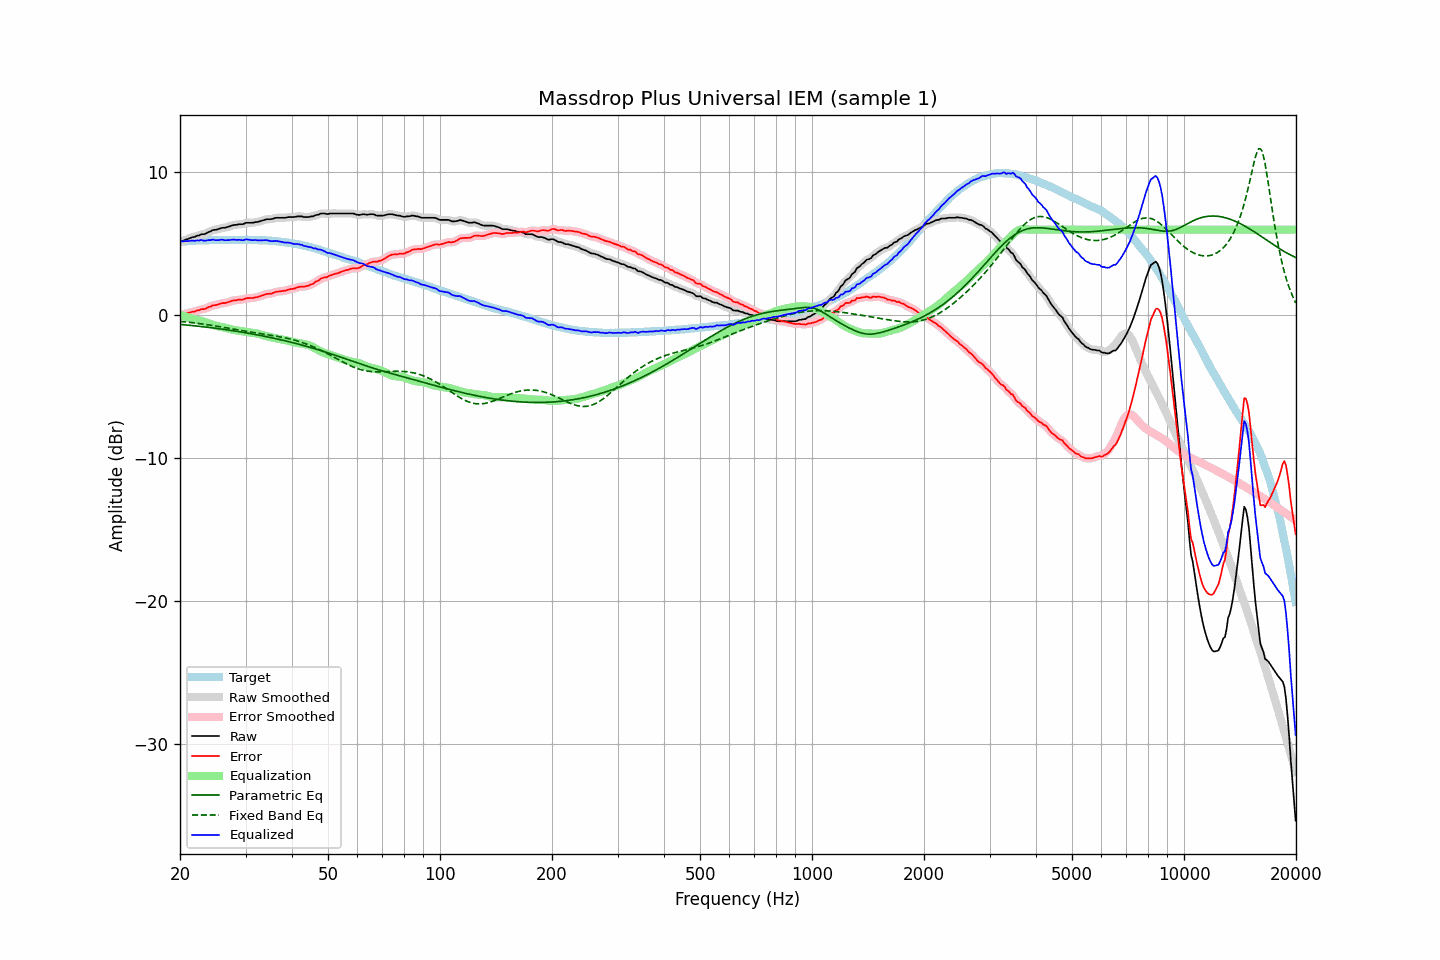 Massdrop Plus Universal IEM (sample 1)
Amplitude (dBr)
10
0
−10
−20
−30
Target
Raw Smoothed
Error Smoothed
Raw
Error
Equalization
Parametric Eq
Fixed Band Eq
Equalized
20 50 100 200 500 1000 2000 5000 10000 20000
Frequency (Hz)